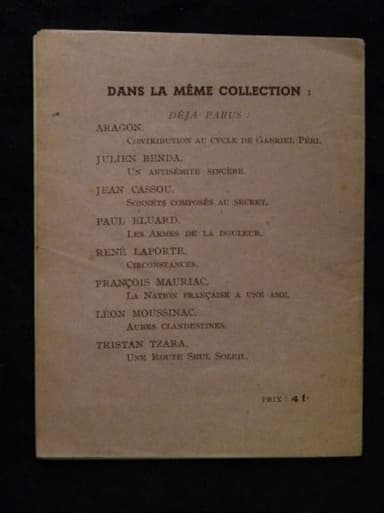 DANS LA MÊME COLLECTION :
DÉJA PARUS :
ARAGON.
CONTRIBUTION AU CYCLE DE GABRIEL PÉRI.
JULIEN BENDA.
UN ANTISÉMITE SINCÈRE.
JEAN CASSOU.
SONNETS COMPOSÉS AU SECRET.
PAUL ELUARD.
LES ARMES DE LA DOULEUR.
RENÉ LAPORTE.
CIRCONSTANCES.
FRANÇOIS MAURIAC.
LA NATION FRANÇAISE A UNE AME.
LÉON MOUSSINAC.
AUBES CLANDESTINES.
TRISTAN TZARA.
UNE ROUTE SEUL SOLEIL.
PRIX : 41